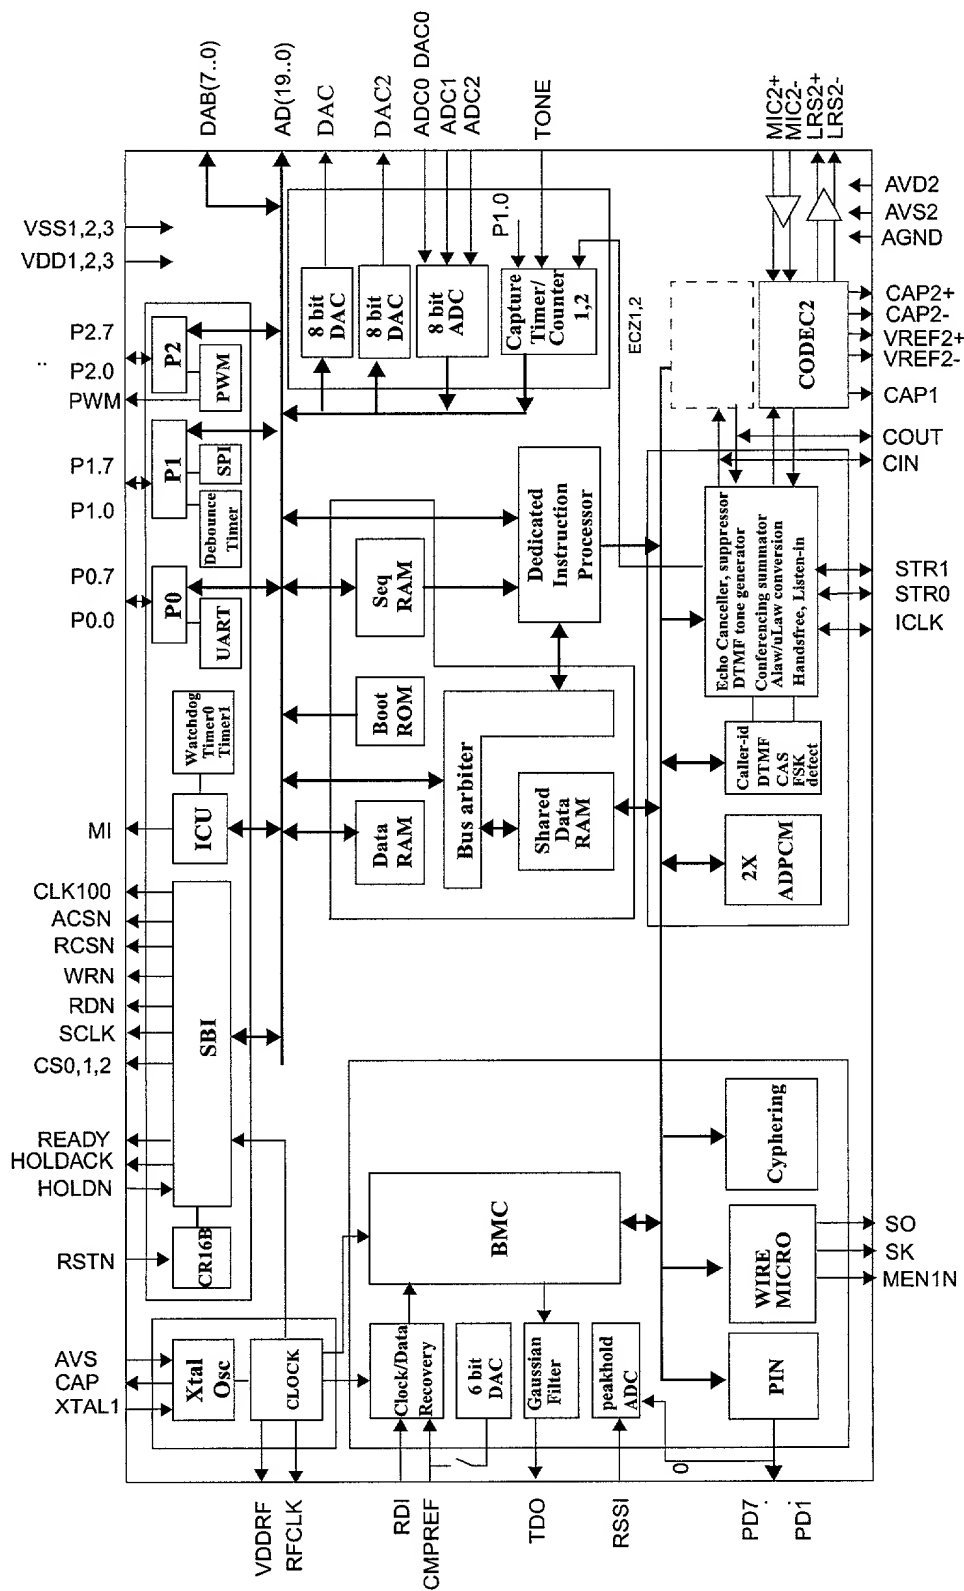 DAB(7..0)
AD(19..0)
DAC
DAC2
ADC0 DAC0
ADC1
ADC2
TONE
MIC2+
MIC2-
LRS2+
LRS2-
VSS1,2,3
VDD1,2,3
P2.7
..
P2.0
PWM
P1.7
P1.0
P0.7
P0.0
MI
CLK100
ACSN
RCSN
WRN
RDN
SCLK
CS0,1,2
READY
HOLDACK
HOLDN
RSTN
AVS
CAP
XTAL1
P2
PWM
P1
SPI
Debounce
Timer
P0
UART
Watchdog
Timer0
Timer1
ICU
SBI
CR16B
Xtal
Osc
CLOCK
8 bit
DAC
8 bit
DAC
8 bit
ADC
P1.0
Capture
Timer/
Counter
1,2
ECZ1,2
Dedicated
Instruction
Processor
Seq
RAM
Boot
ROM
Bus arbiter
Data
RAM
Shared
Data
RAM
CODEC2
Echo Canceller, suppressor
DTMF tone generator
Conferencing summator
Alaw/uLaw conversion
Handsfree, Listen-in
Caller-id
DTMF
CAS
FSK
detect
2X
ADPCM
BMC
Cyphering
WIRE
MICRO
PIN
Clock/Data
Recovery
6 bit
DAC
Gaussian
Filter
peakhold
ADC
0
AVD2
AVS2
AGND
CAP2+
CAP2-
VREF2+
VREF2-
CAP1
COUT
CIN
STR1
STR0
ICLK
SO
SK
MEN1N
VDDRF
RFCLK
RDI
CMPREF
TDO
RSSI
PD7
..
PD1